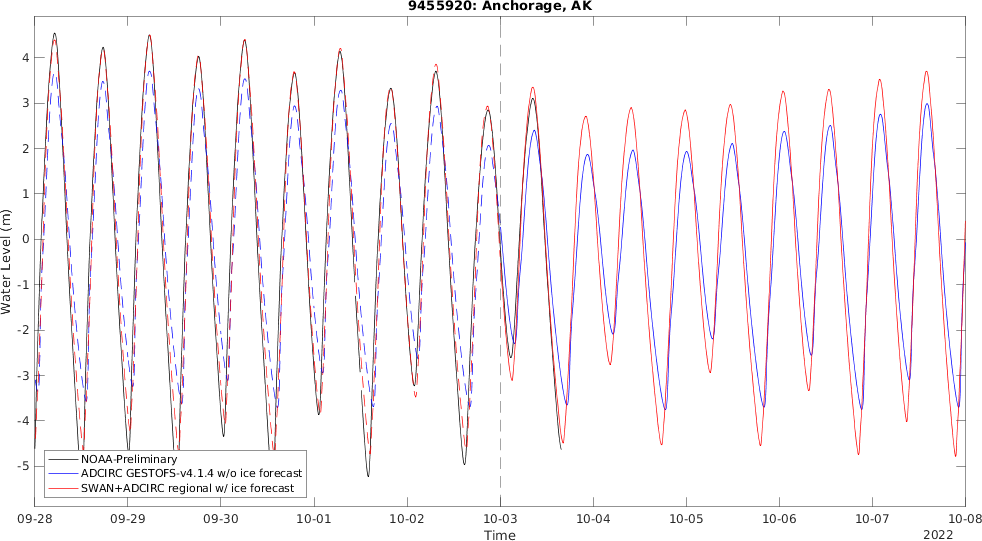 9455920: Anchorage, AK
Water Level (m)
4
3
2
1
0
-1
-2
-3
-4
-5
NOAA-Preliminary
ADCIRC GESTOFS-v4.1.4 w/o ice forecast
SWAN+ADCIRC regional w/ ice forecast
09-28 09-29 09-30 10-01 10-02 10-03 10-04 10-05 10-06 10-07 10-08
Time
2022